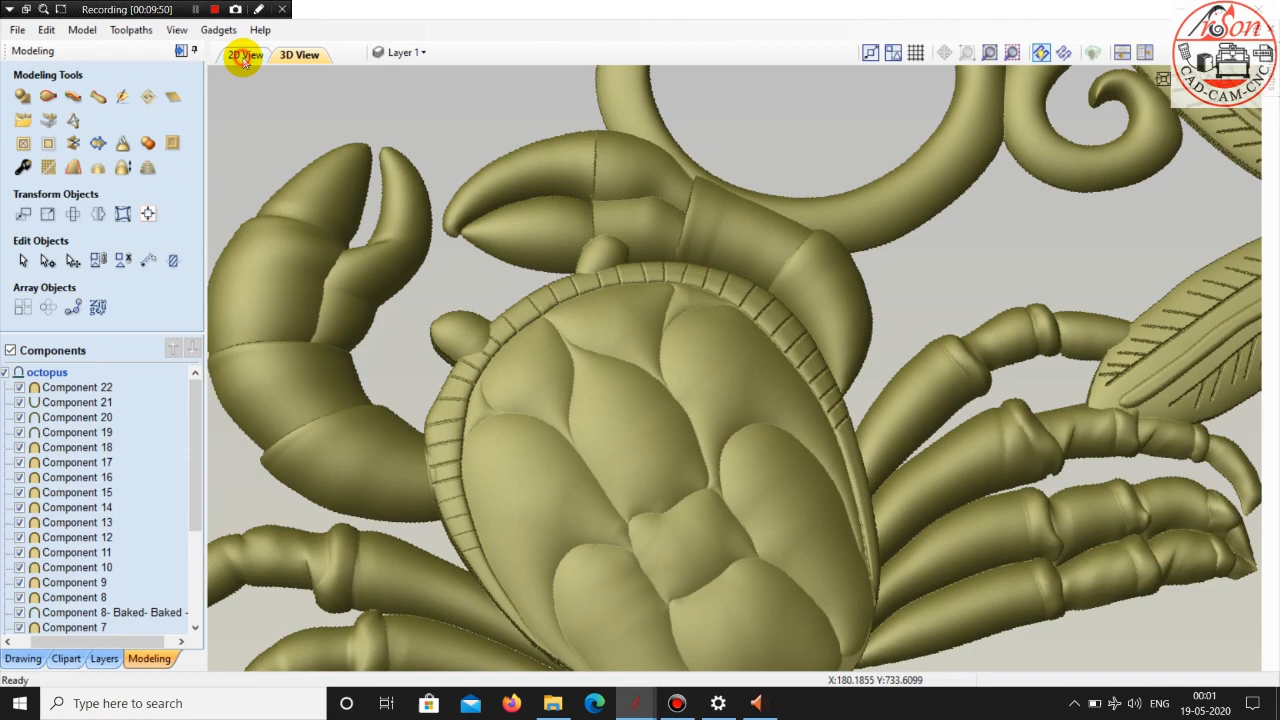 Recording [00:09:50]
File Edit Model Toolpaths View Gadgets Help
Modeling
2D View 3D View Layer 1
Modeling Tools
Transform Objects
Edit Objects
Array Objects
Components
octopus
Component 22
Component 21
Component 20
Component 19
Component 18
Component 17
Component 16
Component 15
Component 14
Component 13
Component 12
Component 11
Component 10
Component 9
Component 8
Component 8- Baked- Baked -
Component 7
Drawing Clipart Layers Modeling
Ready X:180.1855 Y:733.6099
Type here to search
ENG
00:01
19-05-2020
CAD-CAM-CNC